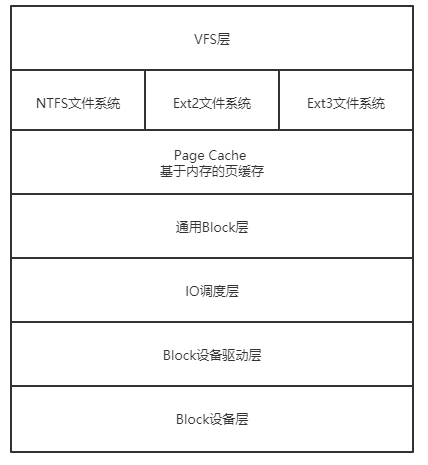 VFS层
NTFS文件系统
Ext2文件系统
Ext3文件系统
Page Cache
基于内存的页缓存
通用Block层
IO调度层
Block设备驱动层
Block设备层